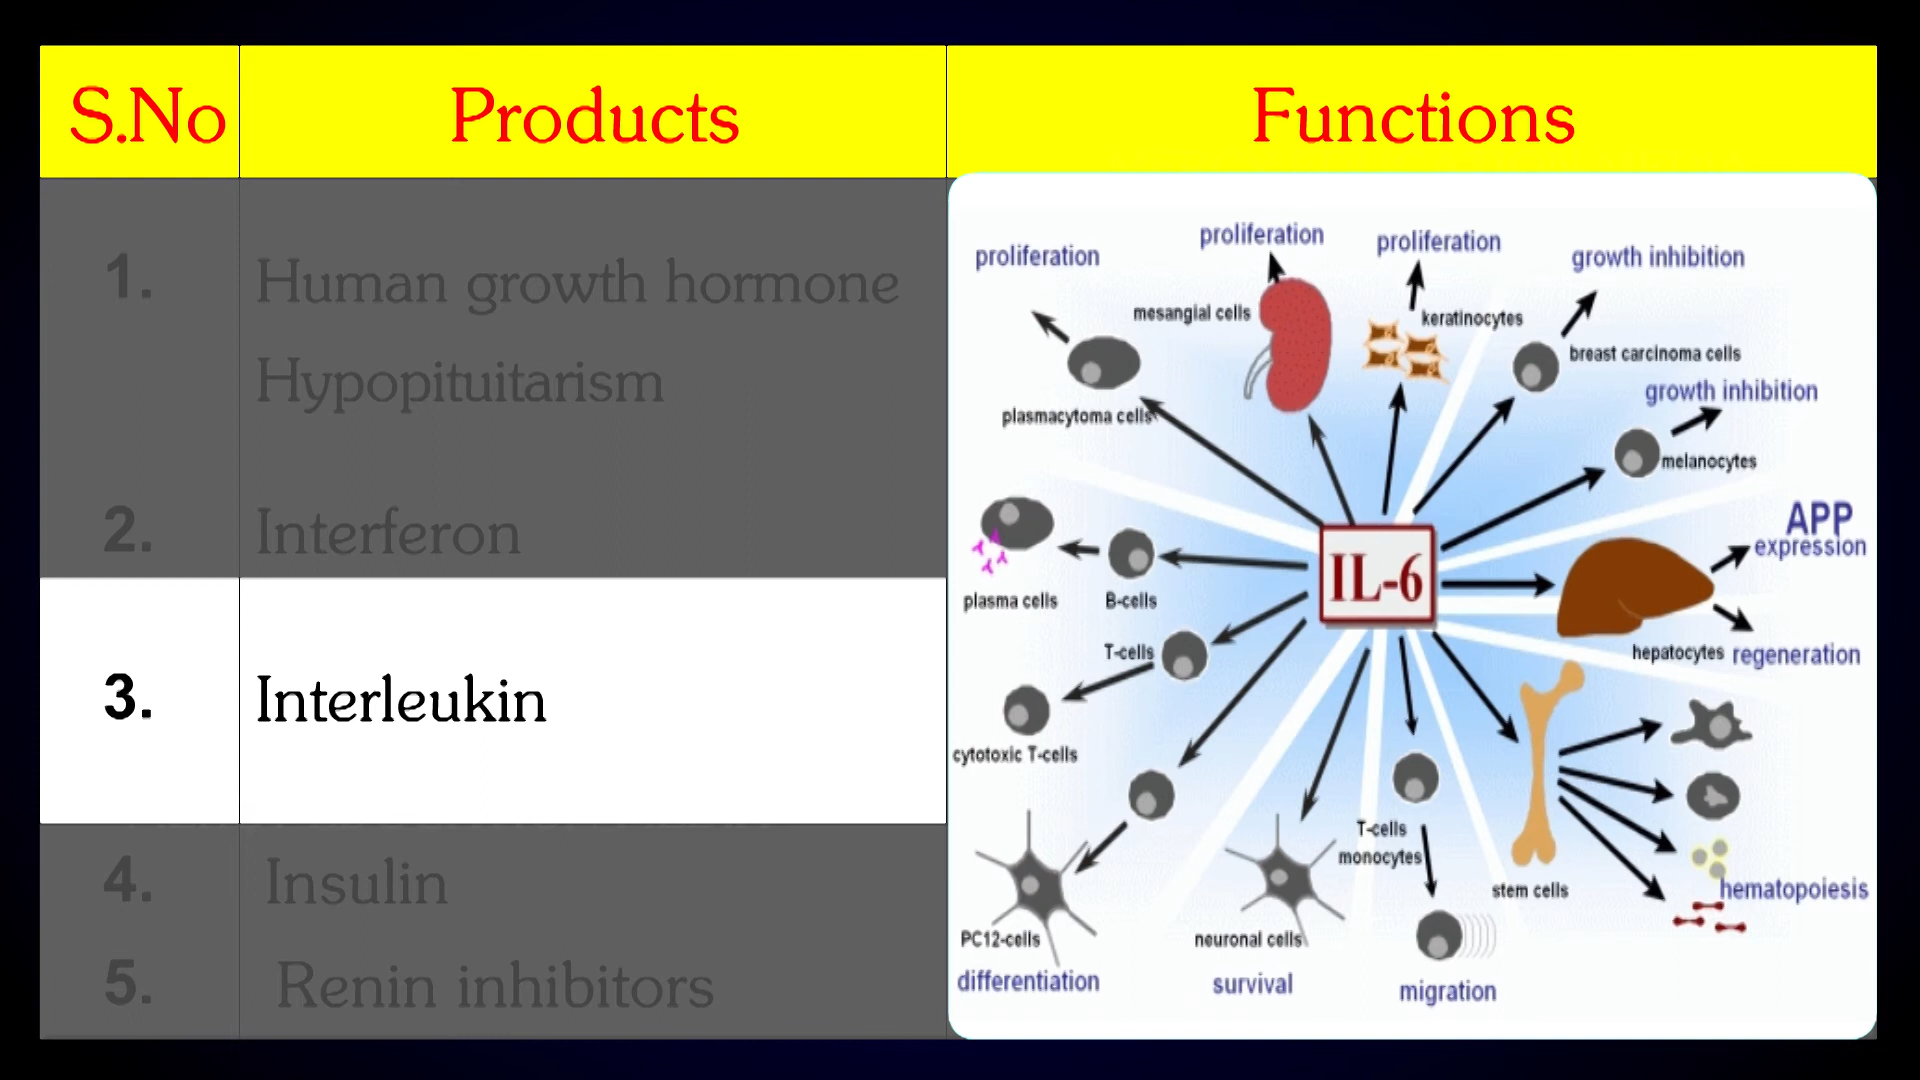 S.No Products Functions
1. Human growth hormone
Hypopituitarism
2. Interferon
3. Interleukin
4. Insulin
5. Renin inhibitors
proliferation
proliferation
proliferation
growth inhibition
mesangial cells
keratinocytes
breast carcinoma cells
growth inhibition
plasmacytoma cells
melanocytes
APP
expression
IL-6
plasma cells
B-cells
T-cells
hepatocytes
regeneration
cytotoxic T-cells
T-cells
monocytes
stem cells
hematopoiesis
PC12-cells
neuronal cells
differentiation
survival
migration